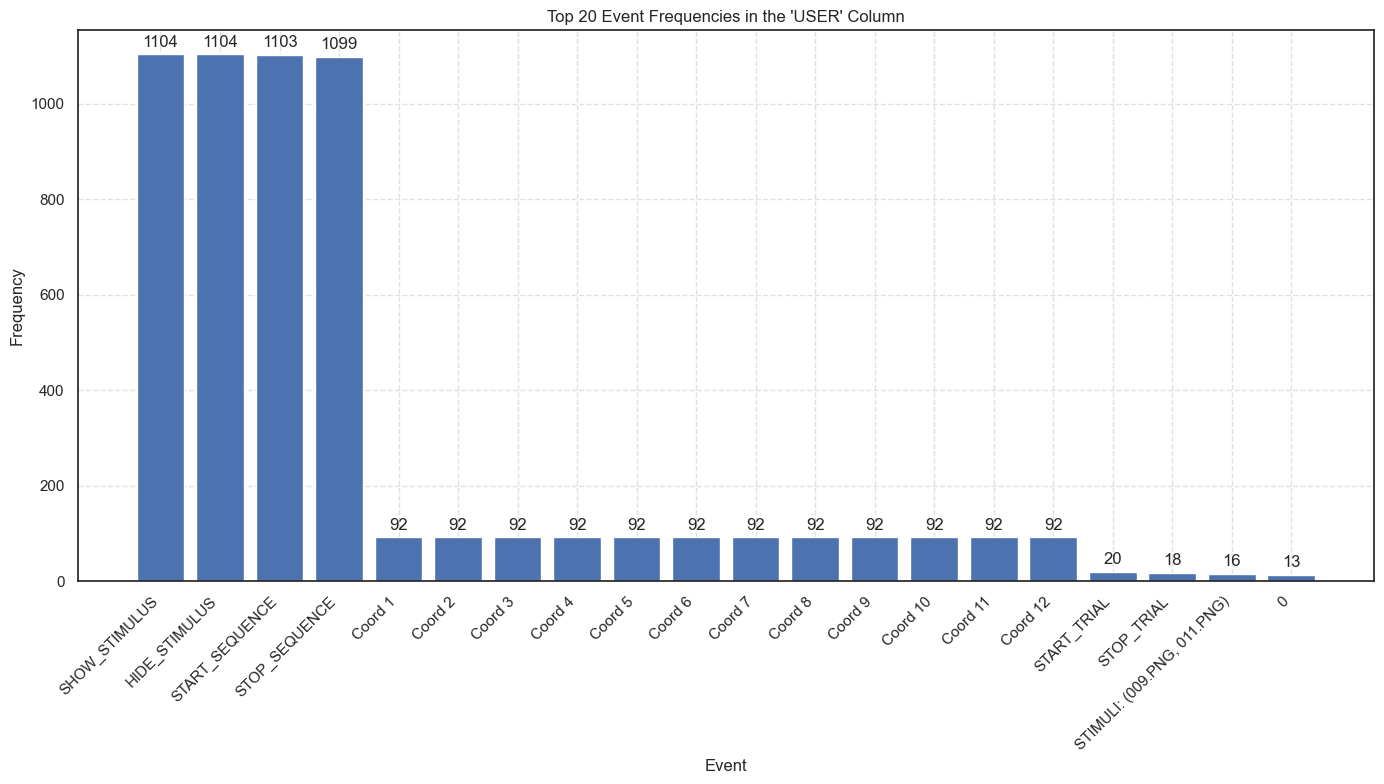 Top 20 Event Frequencies in the 'USER' Column
1104
1104
1103
1099
92
92
92
92
92
92
92
92
92
92
92
92
20
18
16
13
Frequency
1000
800
600
400
200
0
SHOW_STIMULUS
HIDE_STIMULUS
START_SEQUENCE
STOP_SEQUENCE
Coord 1
Coord 2
Coord 3
Coord 4
Coord 5
Coord 6
Coord 7
Coord 8
Coord 9
Coord 10
Coord 11
Coord 12
START_TRIAL
STOP_TRIAL
STIMULI: (009.PNG, 011.PNG)
0
Event